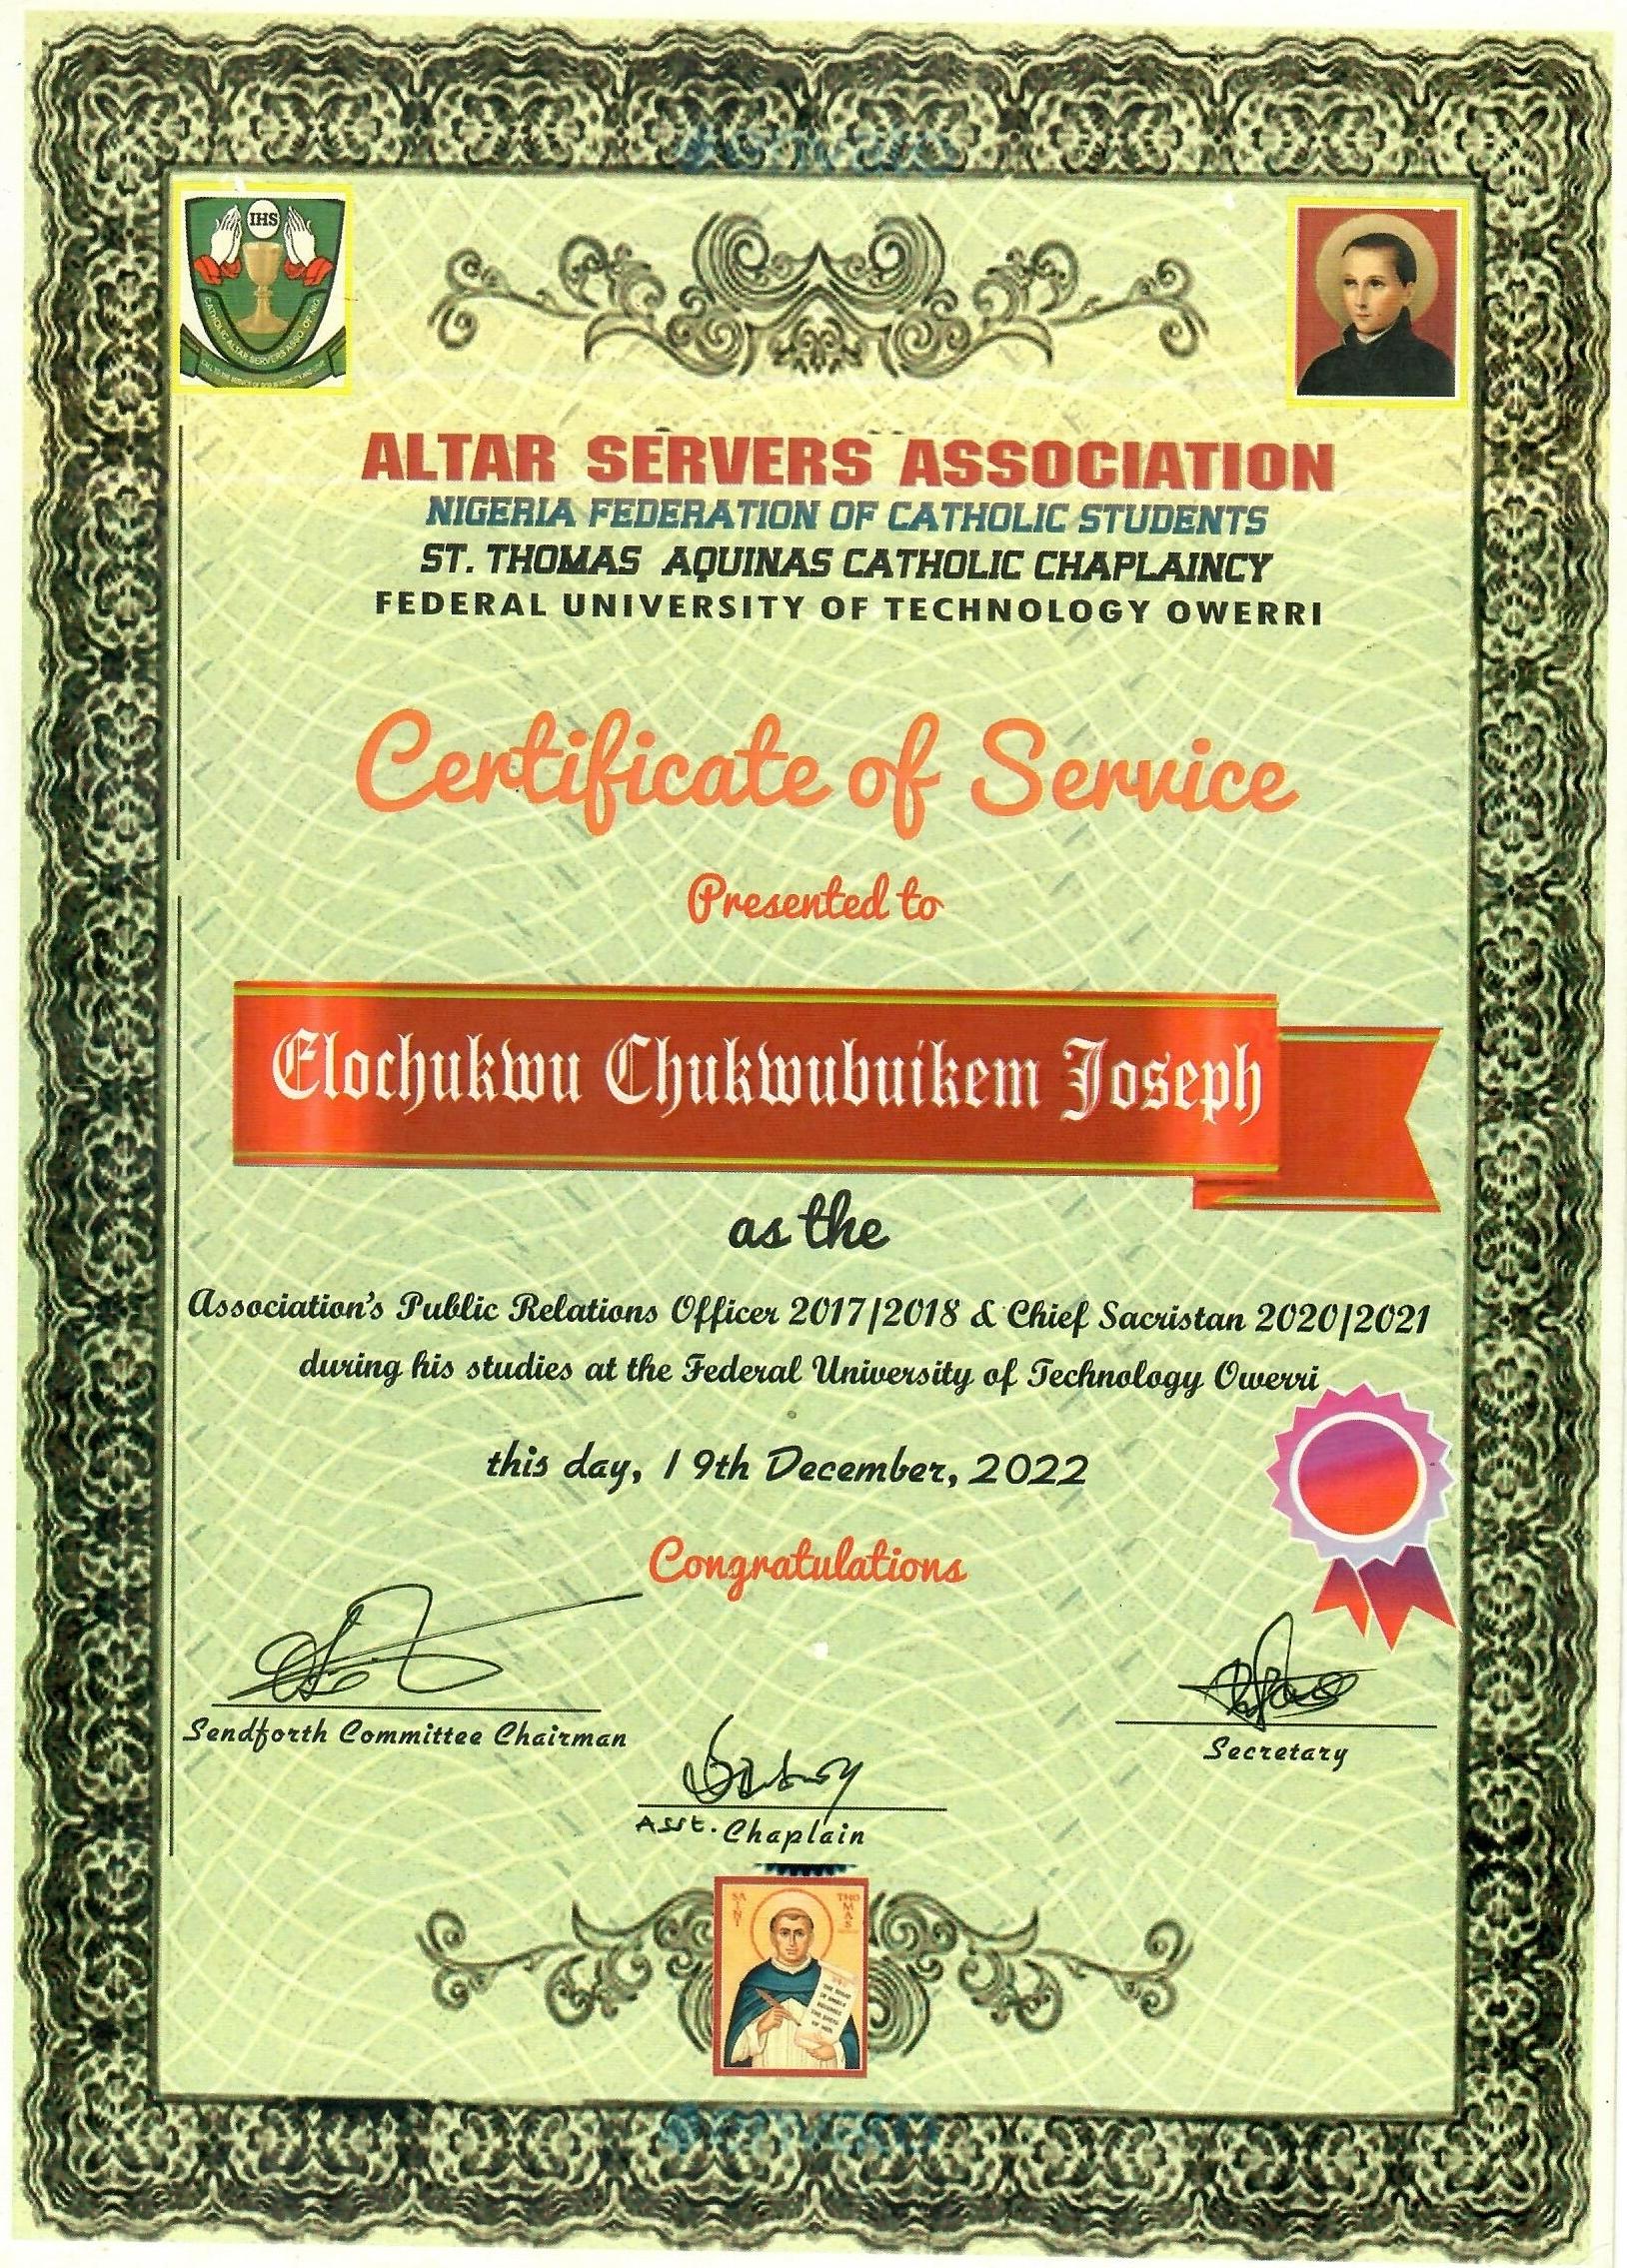 IHS
CATHOLIC ALTAR SERVERS ASSO. OF NIG
ALTAR SERVERS ASSOCIATION
NIGERIA FEDERATION OF CATHOLIC STUDENTS
ST. THOMAS AQUINAS CATHOLIC CHAPLAINCY
FEDERAL UNIVERSITY OF TECHNOLOGY OWERRI
Certificate of Service
Presented to
Elochukwu Chukwubuikem Joseph
as the
Association's Public Relations Officer 2017/2018 & Chief Sacristan 2020/2021
during his studies at the Federal University of Technology Owerri
this day, 19th December, 2022
Congratulations
Sendforth Committee Chairman
Secretary
Asst. Chaplain
SAINT THOMAS